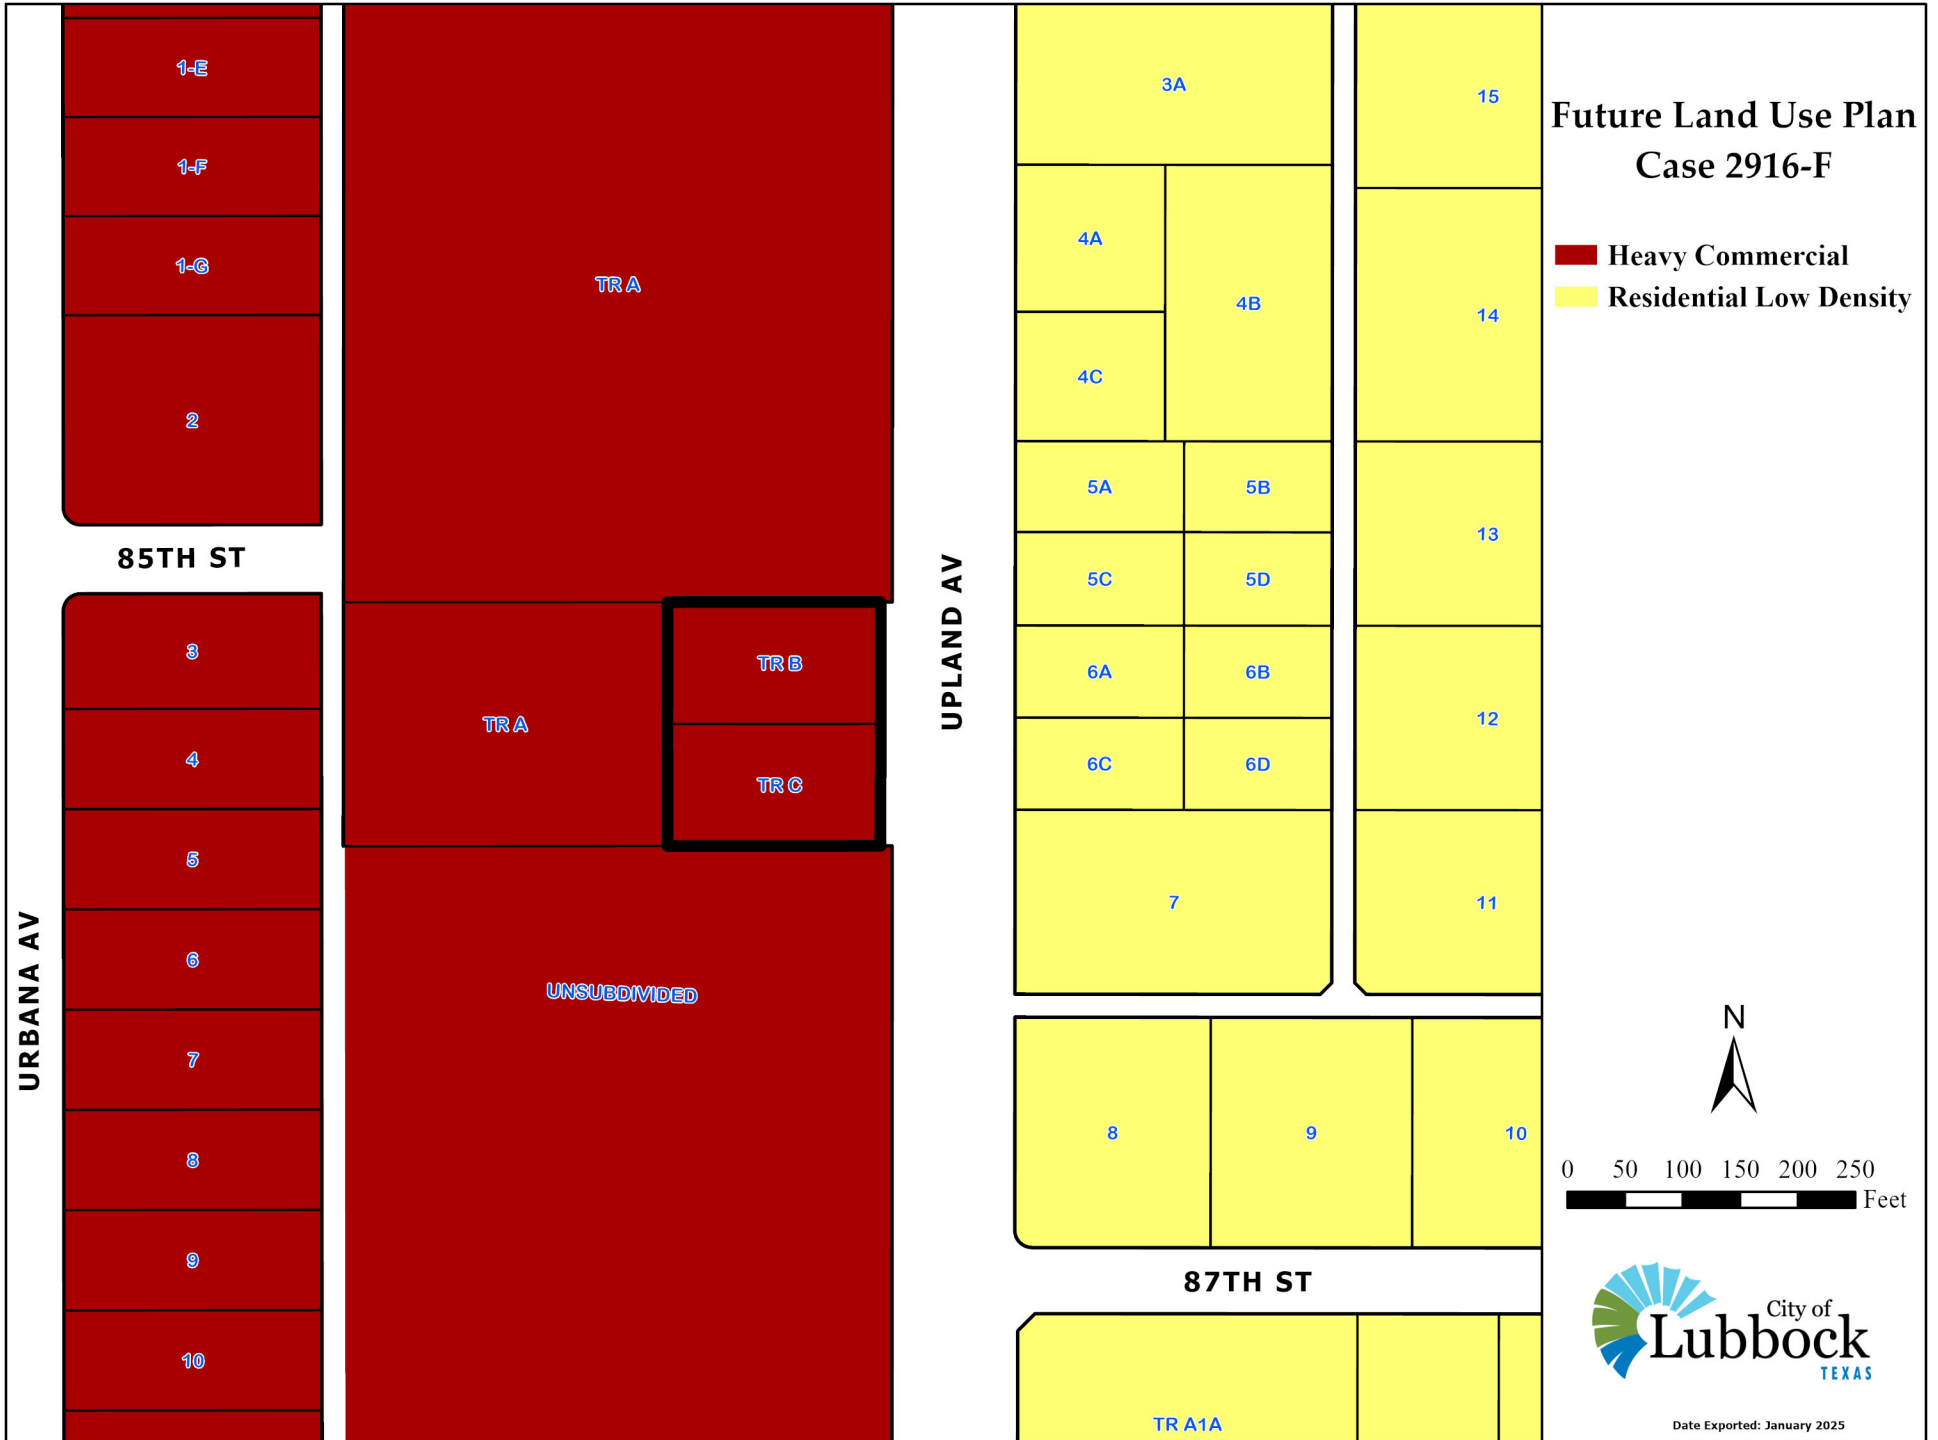 1-E
1-F
1-G
2
85TH ST
3
4
5
6
7
8
9
10
URBANA AV
TR A
TR A
TR B
TR C
UNSUBDIVIDED
UPLAND AV
3A
4A
4B
4C
5A
5B
5C
5D
6A
6B
6C
6D
7
15
14
13
12
11
8
9
10
87TH ST
TR A1A
Future Land Use Plan
Case 2916-F
Heavy Commercial
Residential Low Density
N
0 50 100 150 200 250
Feet
City of
Lubbock
TEXAS
Date Exported: January 2025